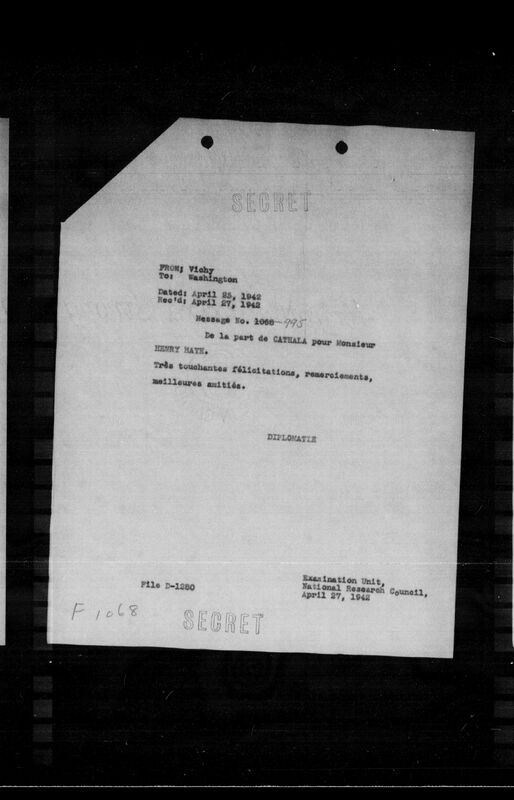 SECRET
FROM: Vichy
To: Washington
Dated: April 25, 1942
Rec'd: April 27, 1942
Message No. 1068-995
De la part de CATHALA pour Monsieur
HENRY HAYE.
Très touchantes félicitations, remerciements,
meilleures amitiés.
DIPLOMATIE
File D-1280
Examination Unit,
National Research Council,
April 27, 1942
F 1068
SECRET